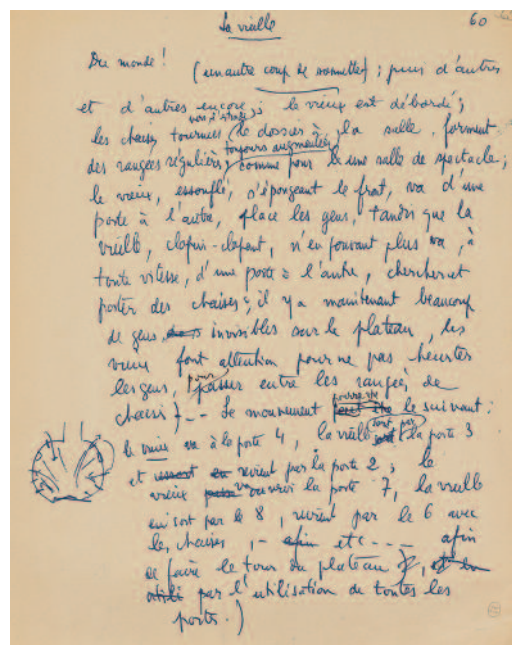 La vieille
60
Du monde ! (un autre coup de sonnette) ; puis d'autres
et d'autres encore ; le vieux est débordé ;
les chaises tournées le dossier à la salle, forment
des rangées régulières, toujours augmentées, comme pour une salle de spectacle ;
le vieux, essoufflé, s'épongeant le front, va d'une
porte à l'autre, place les gens, tandis que la
vieille, clopin-clopant, n'en pouvant plus va, à
toute vitesse, d'une porte à l'autre, chercher et
porter des chaises ; il y a maintenant beaucoup
de gens invisibles sur le plateau, les
vieux font attention pour ne pas heurter
les gens, pour passer entre les rangées de
chaises - - Le mouvement pourra être le suivant :
le vieux va à la porte 4, la vieille sort par la porte 3
et revient par la porte 2 ; le
vieux va ouvrir la porte 7, la vieille
en sort par le 8, revient par le 6 avec
les chaises, - afin etc - - - afin
de faire le tour du plateau, par l'utilisation de toutes les
portes.)